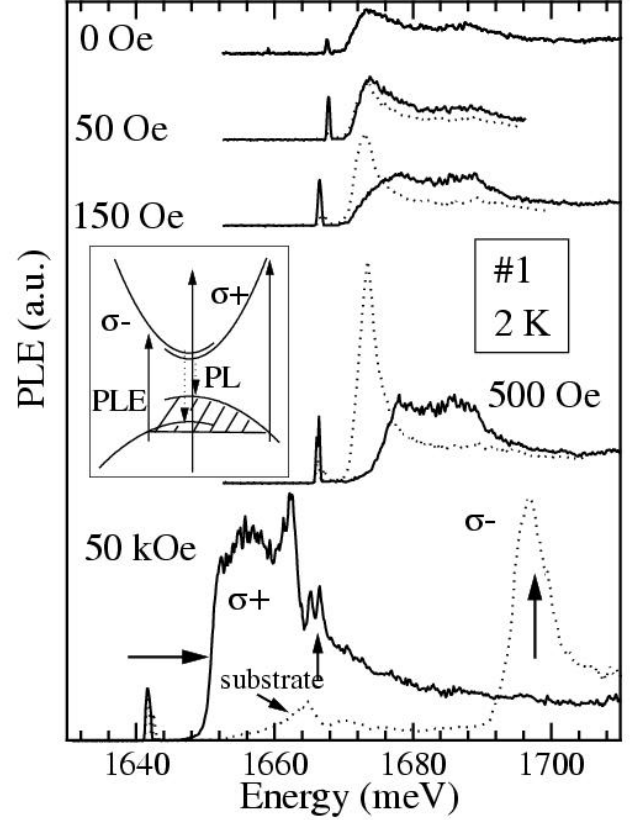 0 Oe
50 Oe
150 Oe
#1
2 K
σ-
σ+
PLE
PL
500 Oe
50 kOe
σ+
σ-
substrate
PLE (a.u.)
1640
1660
1680
1700
Energy (meV)